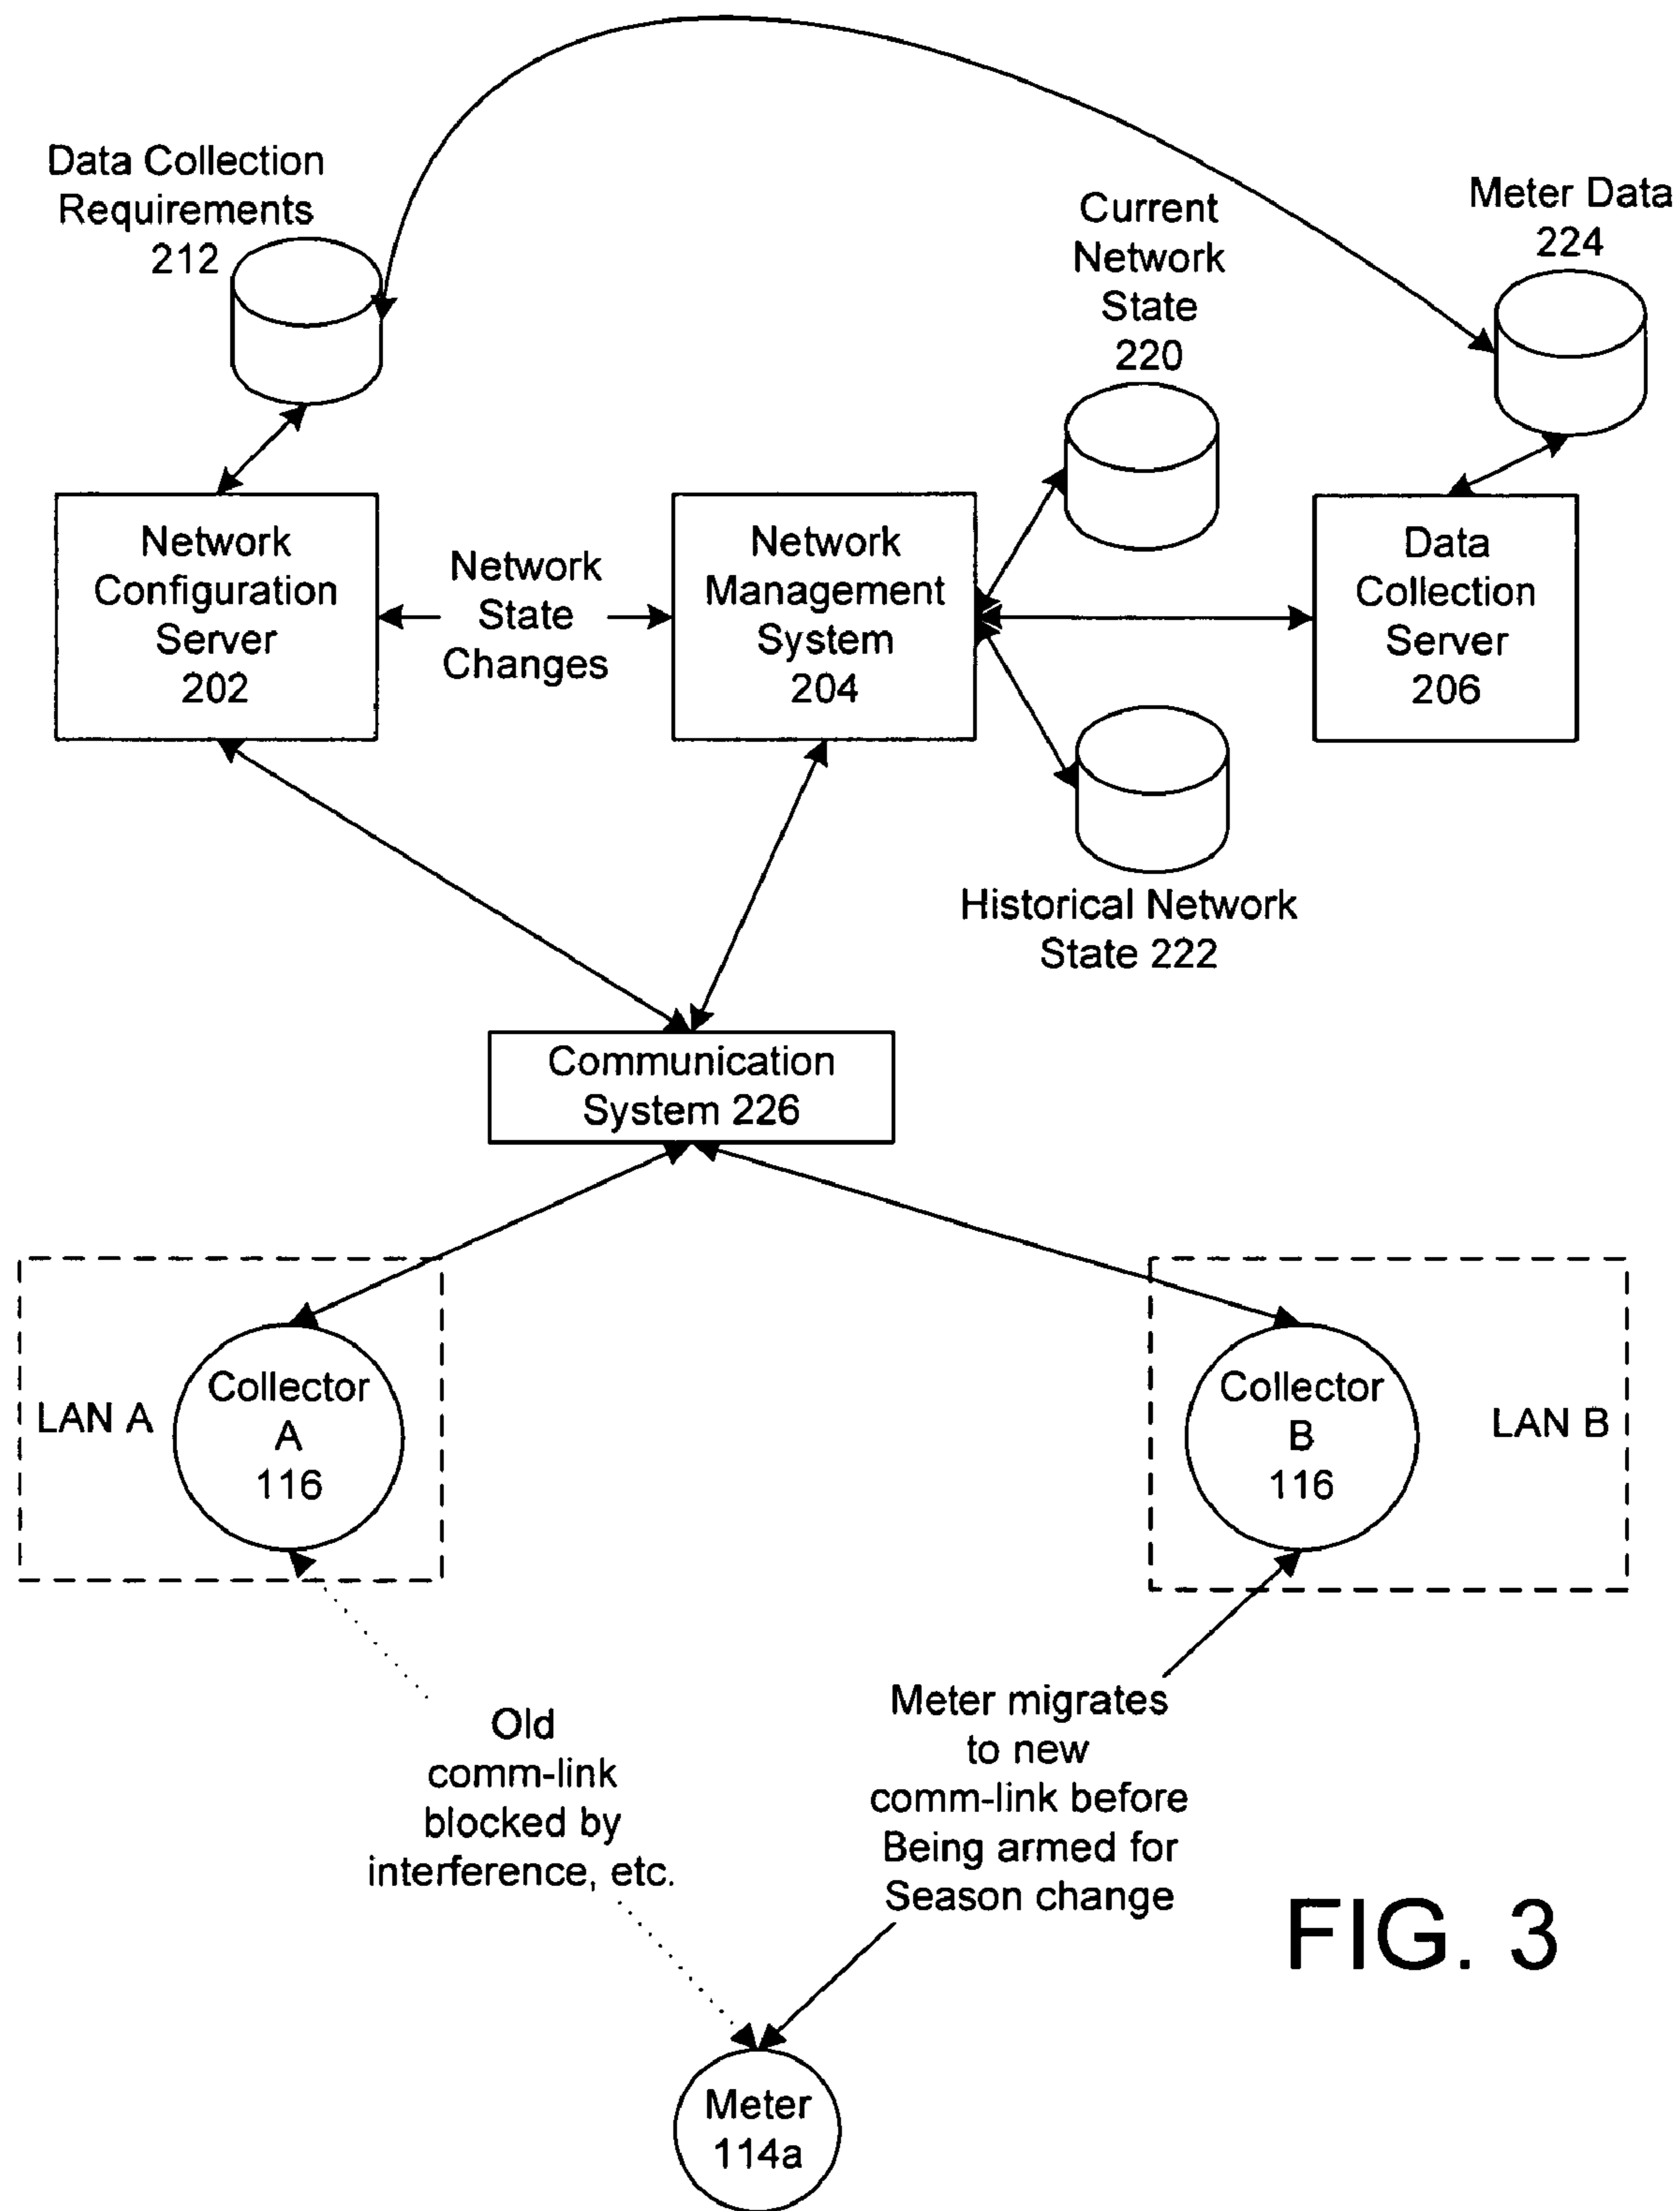 Data Collection
Requirements
212
Current
Network
State
220
Meter Data
224
Network
Configuration
Server
202
Network
State
Changes
Network
Management
System
204
Data
Collection
Server
206
Historical Network
State 222
Communication
System 226
LAN A
Collector
A
116
Collector
B
116
LAN B
Old
comm-link
blocked by
interference, etc.
Meter migrates
to new
comm-link before
Being armed for
Season change
FIG. 3
Meter
114a